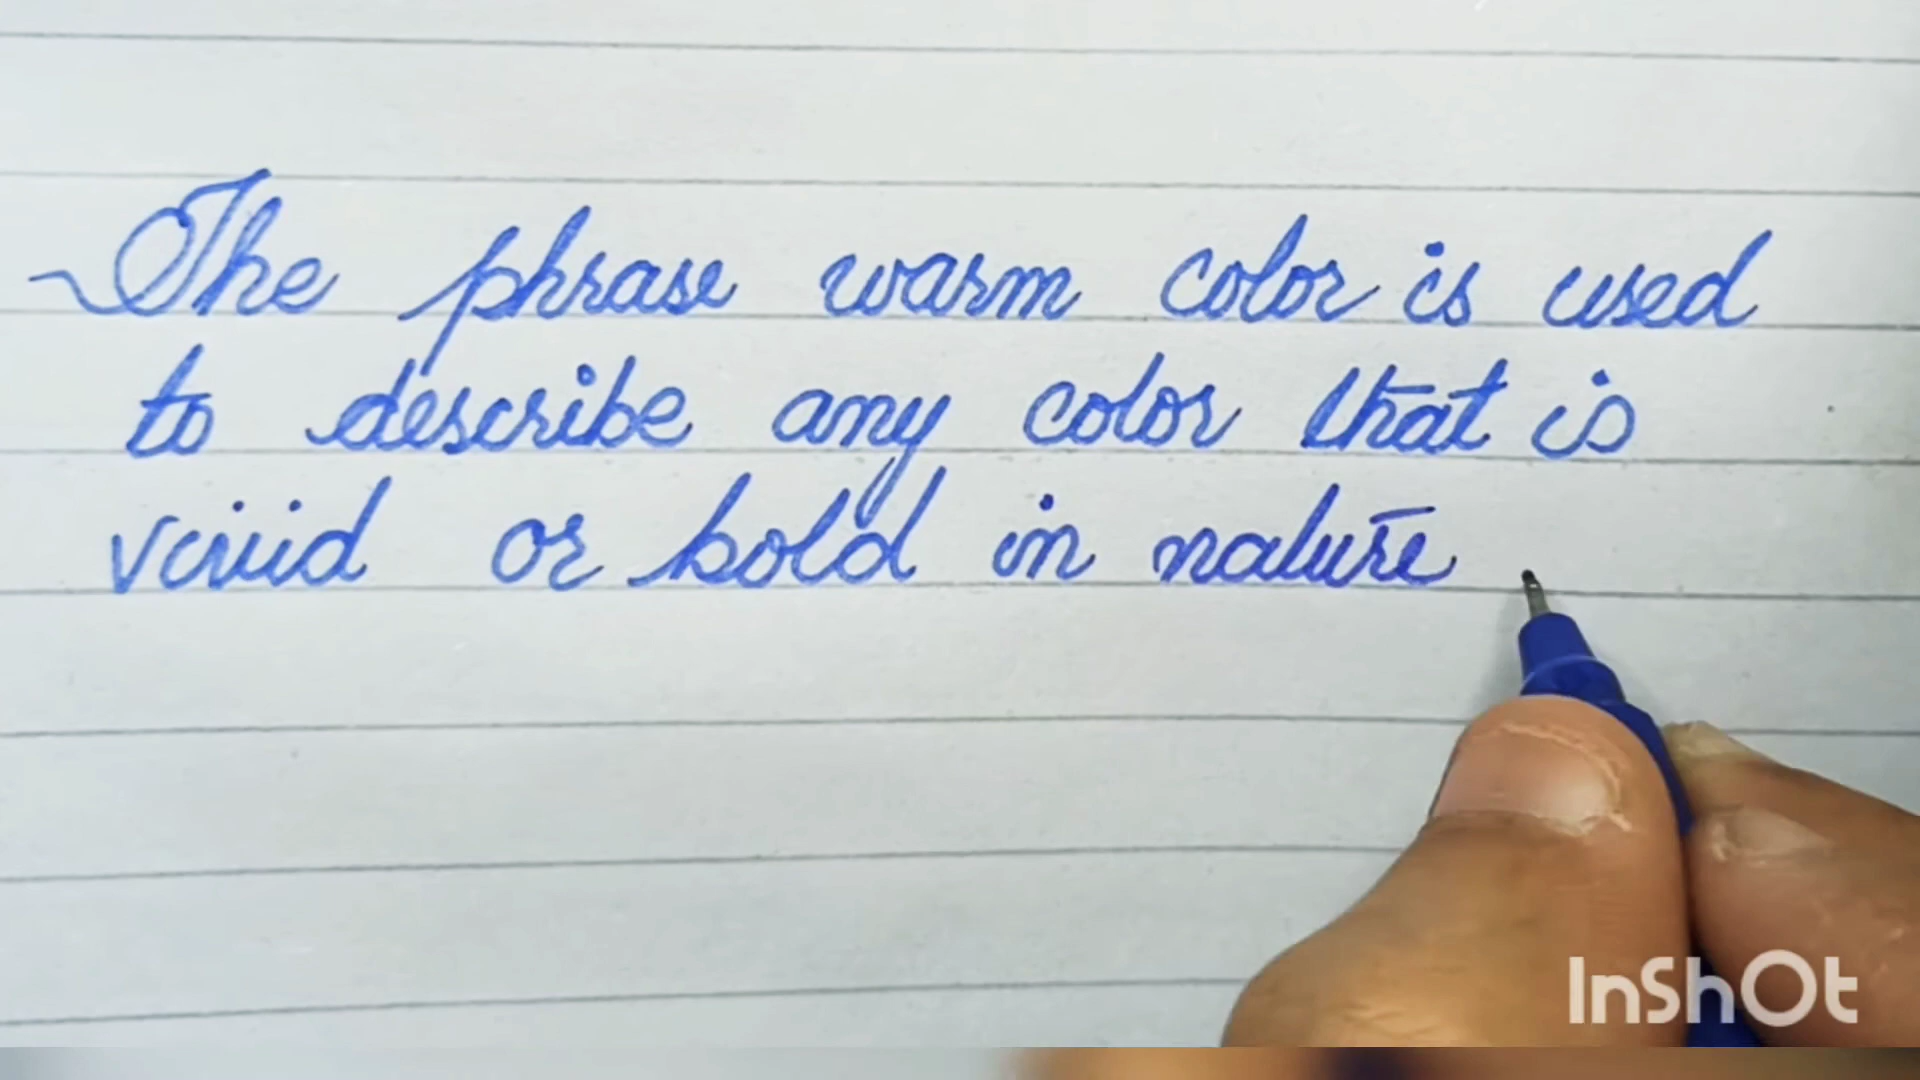 The phrase warm color is used
to describe any color that is
vivid or bold in nature
InShOt